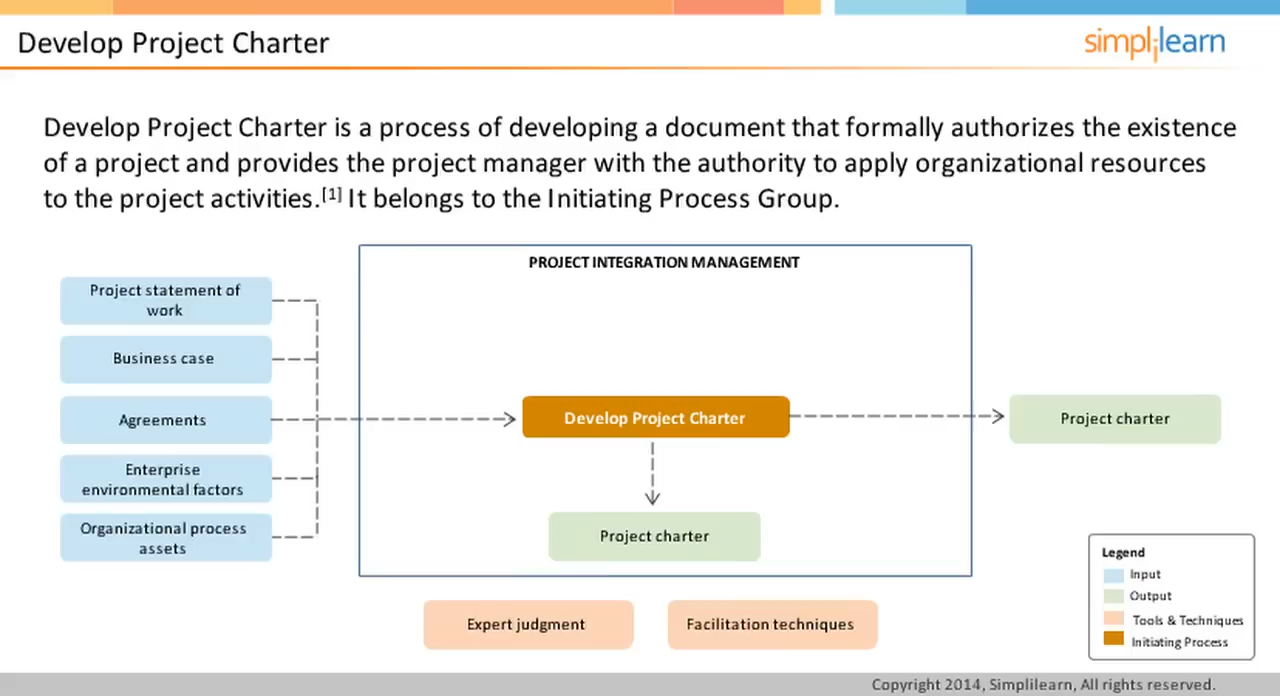 Develop Project Charter
simplilearn
Develop Project Charter is a process of developing a document that formally authorizes the existence
of a project and provides the project manager with the authority to apply organizational resources
to the project activities.[1] It belongs to the Initiating Process Group.
PROJECT INTEGRATION MANAGEMENT
Project statement of
work
Business case
Agreements
Enterprise
environmental factors
Organizational process
assets
Develop Project Charter
Project charter
Project charter
Expert judgment
Facilitation techniques
Legend
Input
Output
Tools & Techniques
Initiating Process
Copyright 2014, Simplilearn, All rights reserved.